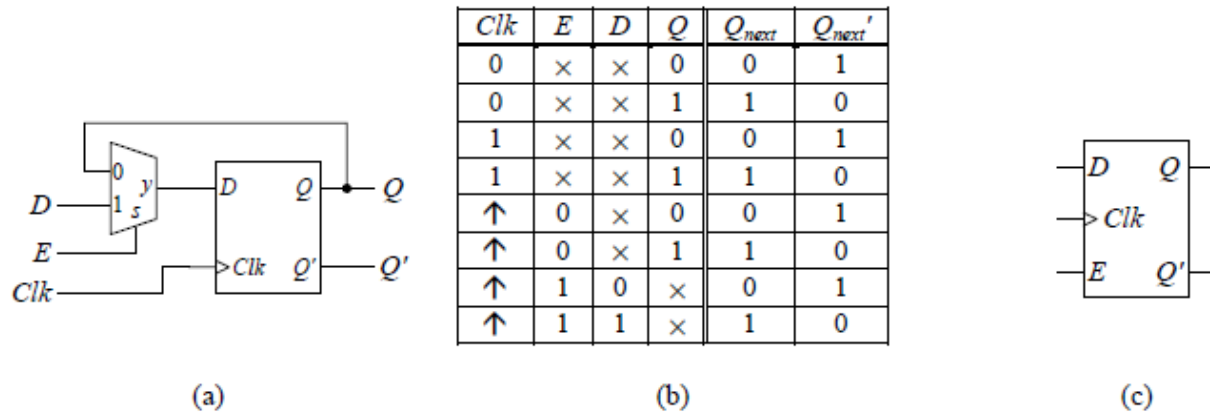 0
1
y
s
D
E
Clk
D
Q
Clk
Q'
Q
Q'
(a)
Clk E D Q Qnext Qnext'
0 × × 0 0 1
0 × × 1 1 0
1 × × 0 0 1
1 × × 1 1 0
↑ 0 × 0 0 1
↑ 0 × 1 1 0
↑ 1 0 × 0 1
↑ 1 1 × 1 0
(b)
D Q
Clk
E Q'
(c)